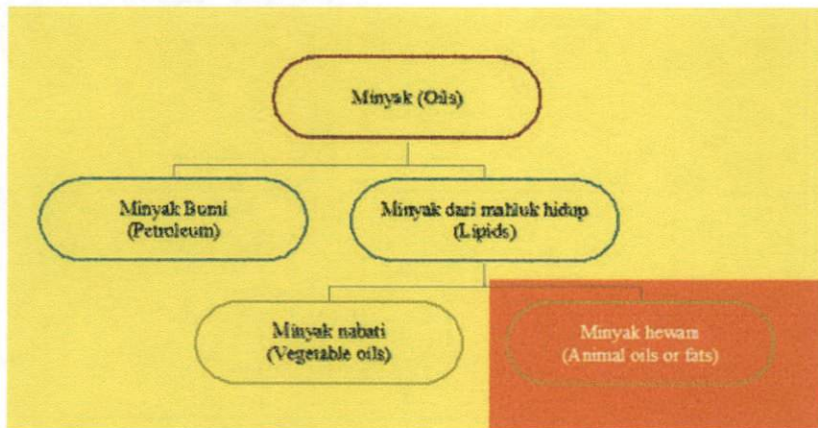 Minyak (Oils)
Minyak Bumi
(Petroleum)
Minyak dari mahluk hidup
(Lipids)
Minyak nabati
(Vegetable oils)
Minyak hewani
(Animal oils or fats)